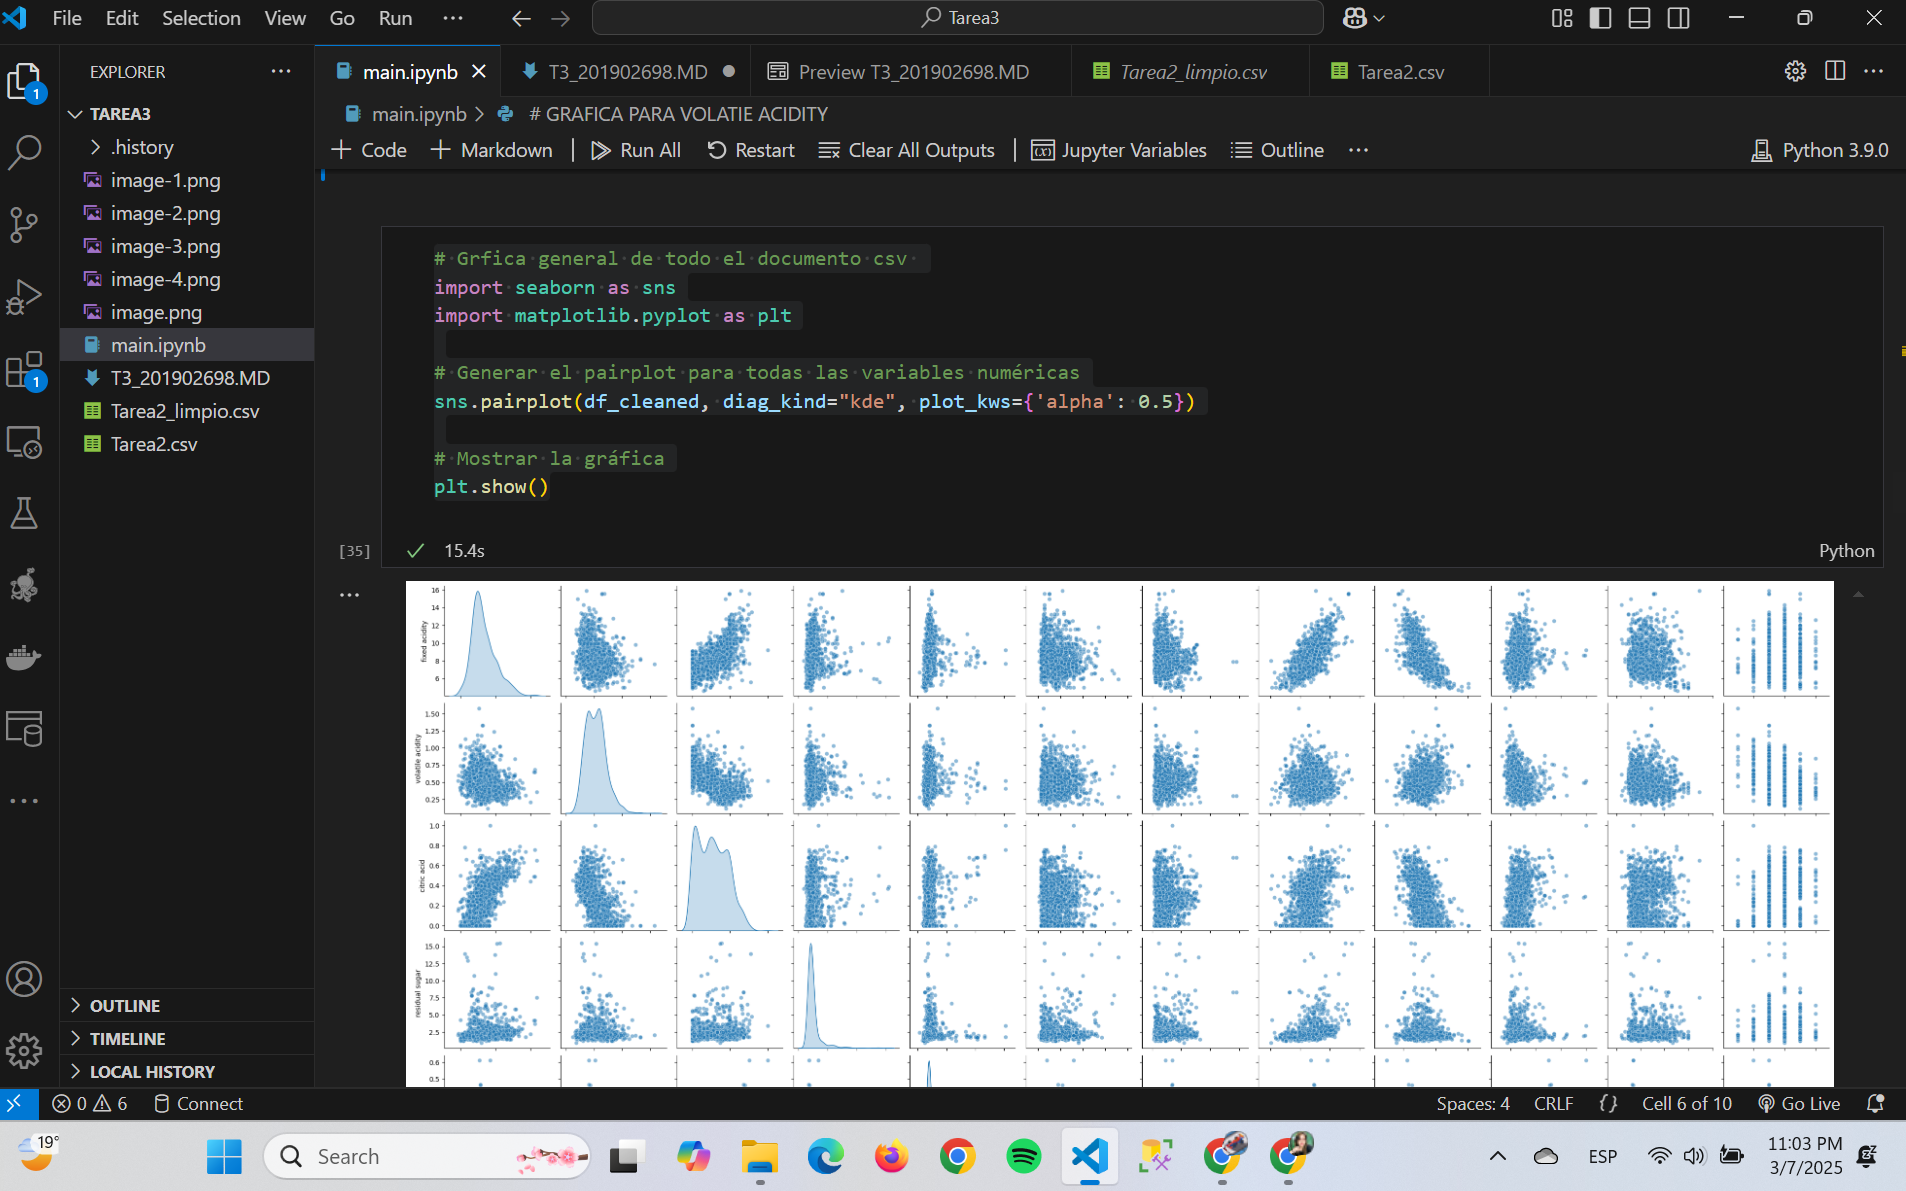 File Edit Selection View Go Run ··· Tarea3
EXPLORER
main.ipynb
T3_201902698.MD
Preview T3_201902698.MD
Tarea2_limpio.csv
Tarea2.csv
main.ipynb > # GRAFICA PARA VOLATIE ACIDITY
+ Code + Markdown Run All Restart Clear All Outputs Jupyter Variables Outline ··· Python 3.9.0
TAREA3
.history
image-1.png
image-2.png
image-3.png
image-4.png
image.png
main.ipynb
T3_201902698.MD
Tarea2_limpio.csv
Tarea2.csv
OUTLINE
TIMELINE
LOCAL HISTORY
1
1
# Grfica general de todo el documento csv
import seaborn as sns
import matplotlib.pyplot as plt
# Generar el pairplot para todas las variables numéricas
sns.pairplot(df_cleaned, diag_kind="kde", plot_kws={'alpha': 0.5})
# Mostrar la gráfica
plt.show()
[35] 15.4s Python
16
14
12
10
8
6
fixed acidity
1.50
1.25
1.00
0.75
0.50
0.25
volatile acidity
1.0
0.8
0.6
0.4
0.2
0.0
citric acid
15.0
12.5
10.0
7.5
5.0
2.5
residual sugar
0.6
0.5
0 6 Connect Spaces: 4 CRLF {} Cell 6 of 10 Go Live
19° Search ESP 11:03 PM
3/7/2025